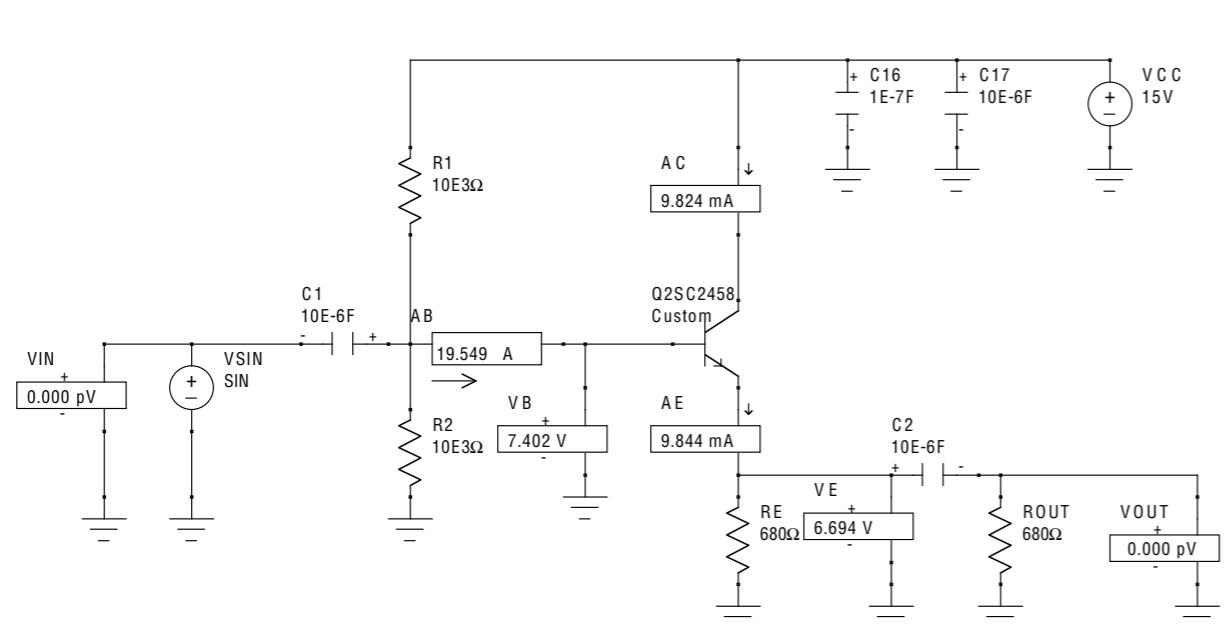 C16
1E-7F
C17
10E-6F
VCC
15V
R1
10E3Ω
AC
9.824 mA
C1
10E-6F
AB
19.549 A
Q2SC2458
Custom
VIN
0.000 pV
VSIN
SIN
VB
7.402 V
R2
10E3Ω
AE
9.844 mA
C2
10E-6F
RE
680Ω
VE
6.694 V
ROUT
680Ω
VOUT
0.000 pV